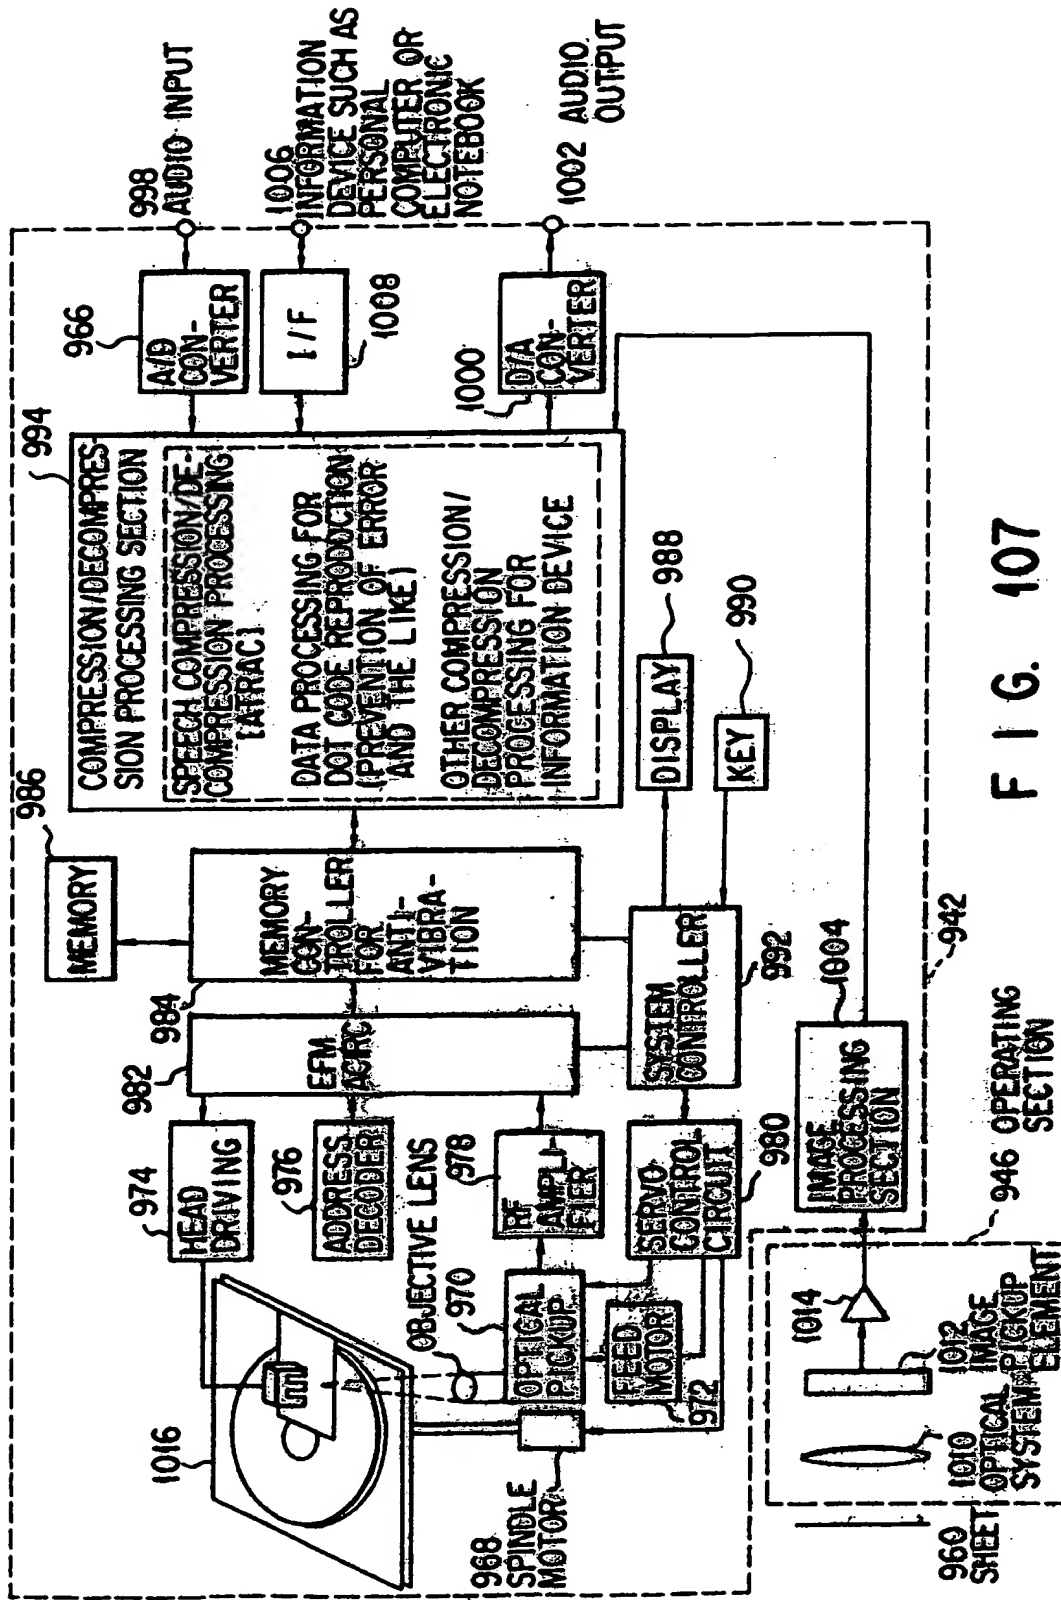 998
AUDIO INPUT
1006
INFORMATION
DEVICE SUCH AS
PERSONAL
COMPUTER OR
ELECTRONIC
NOTEBOOK
1002 AUDIO
OUTPUT
966
A/D
CON-
VERTER
I/F
1008
1000
D/A
CON-
VERTER
994
COMPRESSION/DECOMPRES-
SION PROCESSING SECTION
SPEECH COMPRESSION/DE-
COMPRESSION PROCESSING
[ATRAC]
DATA PROCESSING FOR
DOT CODE REPRODUCTION
(PREVENTION OF ERROR
AND THE LIKE)
OTHER COMPRESSION/
DECOMPRESSION
PROCESSING FOR
INFORMATION DEVICE
986
MEMORY
984
MEMORY
CON-
TROLLER
FOR
ANTI-
VIBRA-
TION
DISPLAY
988
KEY
990
982
EFM
ACIRC
SYSTEM
CONTROLLER
992
974
HEAD
DRIVING
976
ADDRESS
DECODER
978
RF
AMPLI-
FIER
SERVO
CONTROL
CIRCUIT
980
OBJECTIVE LENS
970
OPTICAL
PICKUP
FEED
MOTOR
972
1016
968
SPINDLE
MOTOR
1004
IMAGE
PROCESSING
SECTION
942
946 OPERATING
SECTION
1014
1012
IMAGE
PICKUP
ELEMENT
1010
OPTICAL
SYSTEM
960
SHEET
FIG. 107